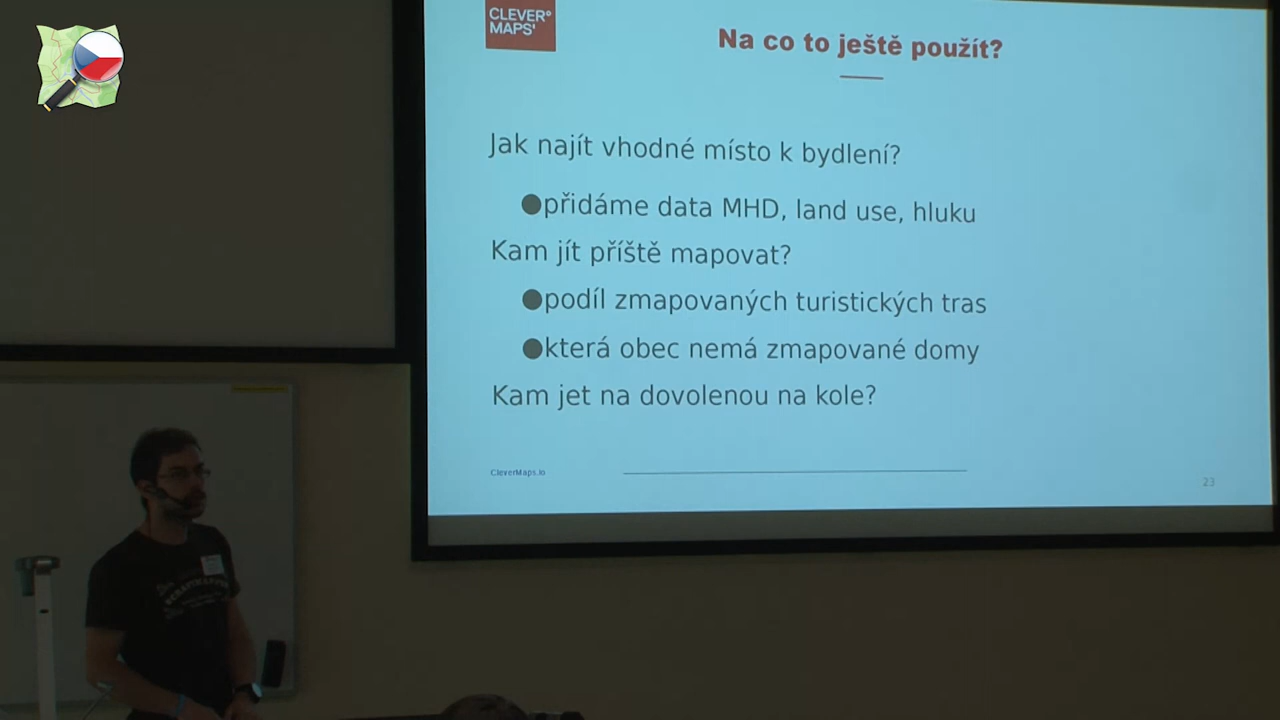 CLEVER°
MAPS'
Na co to ještě použít?
Jak najít vhodné místo k bydlení?
●přidáme data MHD, land use, hluku
Kam jít příště mapovat?
●podíl zmapovaných turistických tras
●která obec nemá zmapované domy
Kam jet na dovolenou na kole?
CleverMaps.io
23